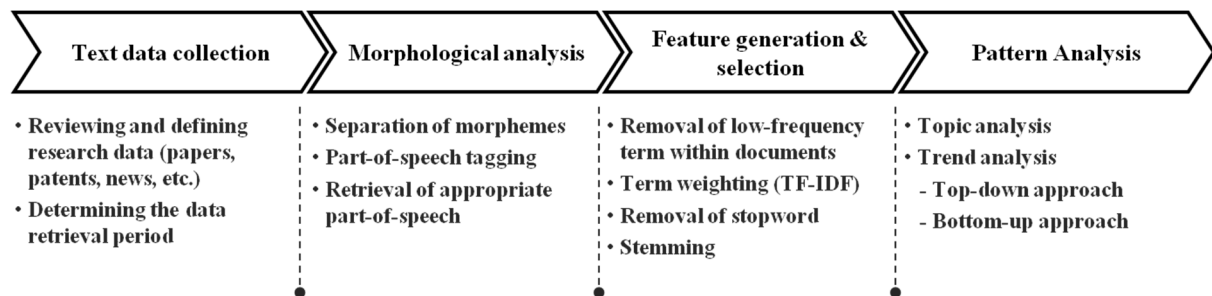 Text data collection
Morphological analysis
Feature generation &
selection
Pattern Analysis
• Reviewing and defining
research data (papers,
patents, news, etc.)
• Determining the data
retrieval period
• Separation of morphemes
• Part-of-speech tagging
• Retrieval of appropriate
part-of-speech
• Removal of low-frequency
term within documents
• Term weighting (TF-IDF)
• Removal of stopword
• Stemming
• Topic analysis
• Trend analysis
- Top-down approach
- Bottom-up approach